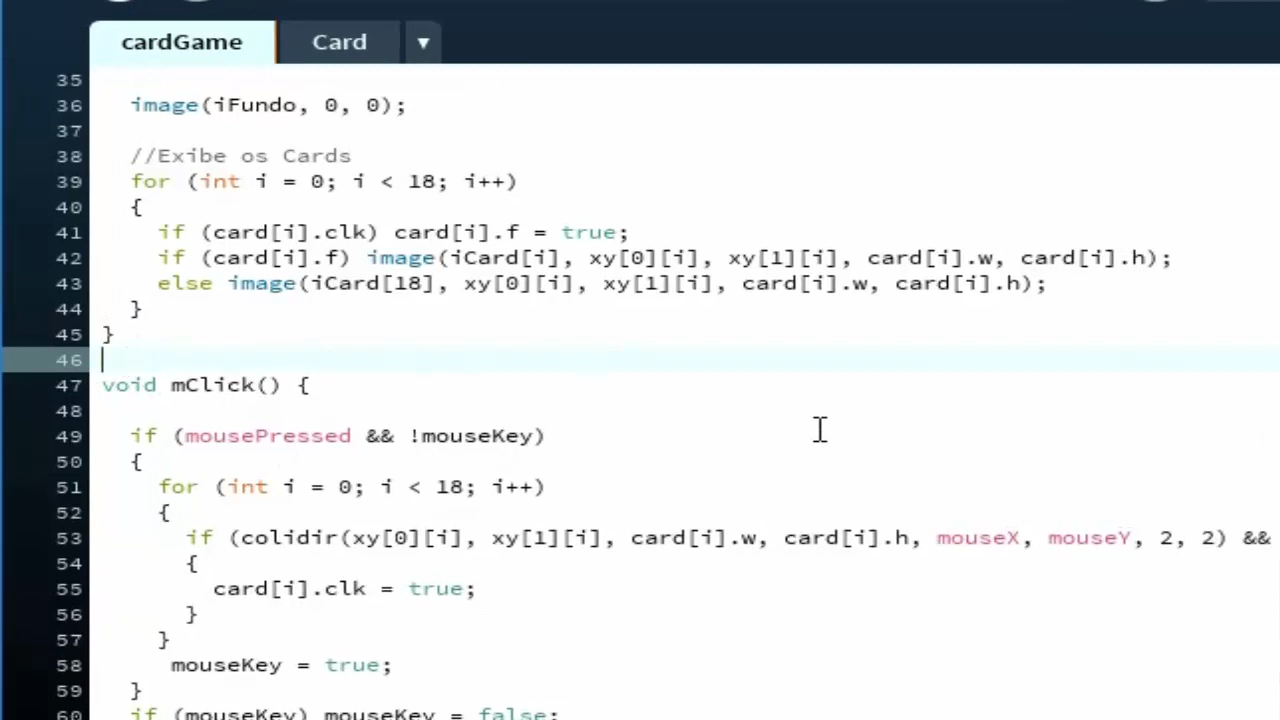 cardGame Card ▼
35
36 image(iFundo, 0, 0);
37
38 //Exibe os Cards
39 for (int i = 0; i < 18; i++)
40 {
41 if (card[i].clk) card[i].f = true;
42 if (card[i].f) image(iCard[i], xy[0][i], xy[1][i], card[i].w, card[i].h);
43 else image(iCard[18], xy[0][i], xy[1][i], card[i].w, card[i].h);
44 }
45 }
46
47 void mClick() {
48
49 if (mousePressed && !mouseKey)
50 {
51 for (int i = 0; i < 18; i++)
52 {
53 if (colidir(xy[0][i], xy[1][i], card[i].w, card[i].h, mouseX, mouseY, 2, 2) &&
54 {
55 card[i].clk = true;
56 }
57 }
58 mouseKey = true;
59 }
60 if (mouseKey) mouseKey = false;